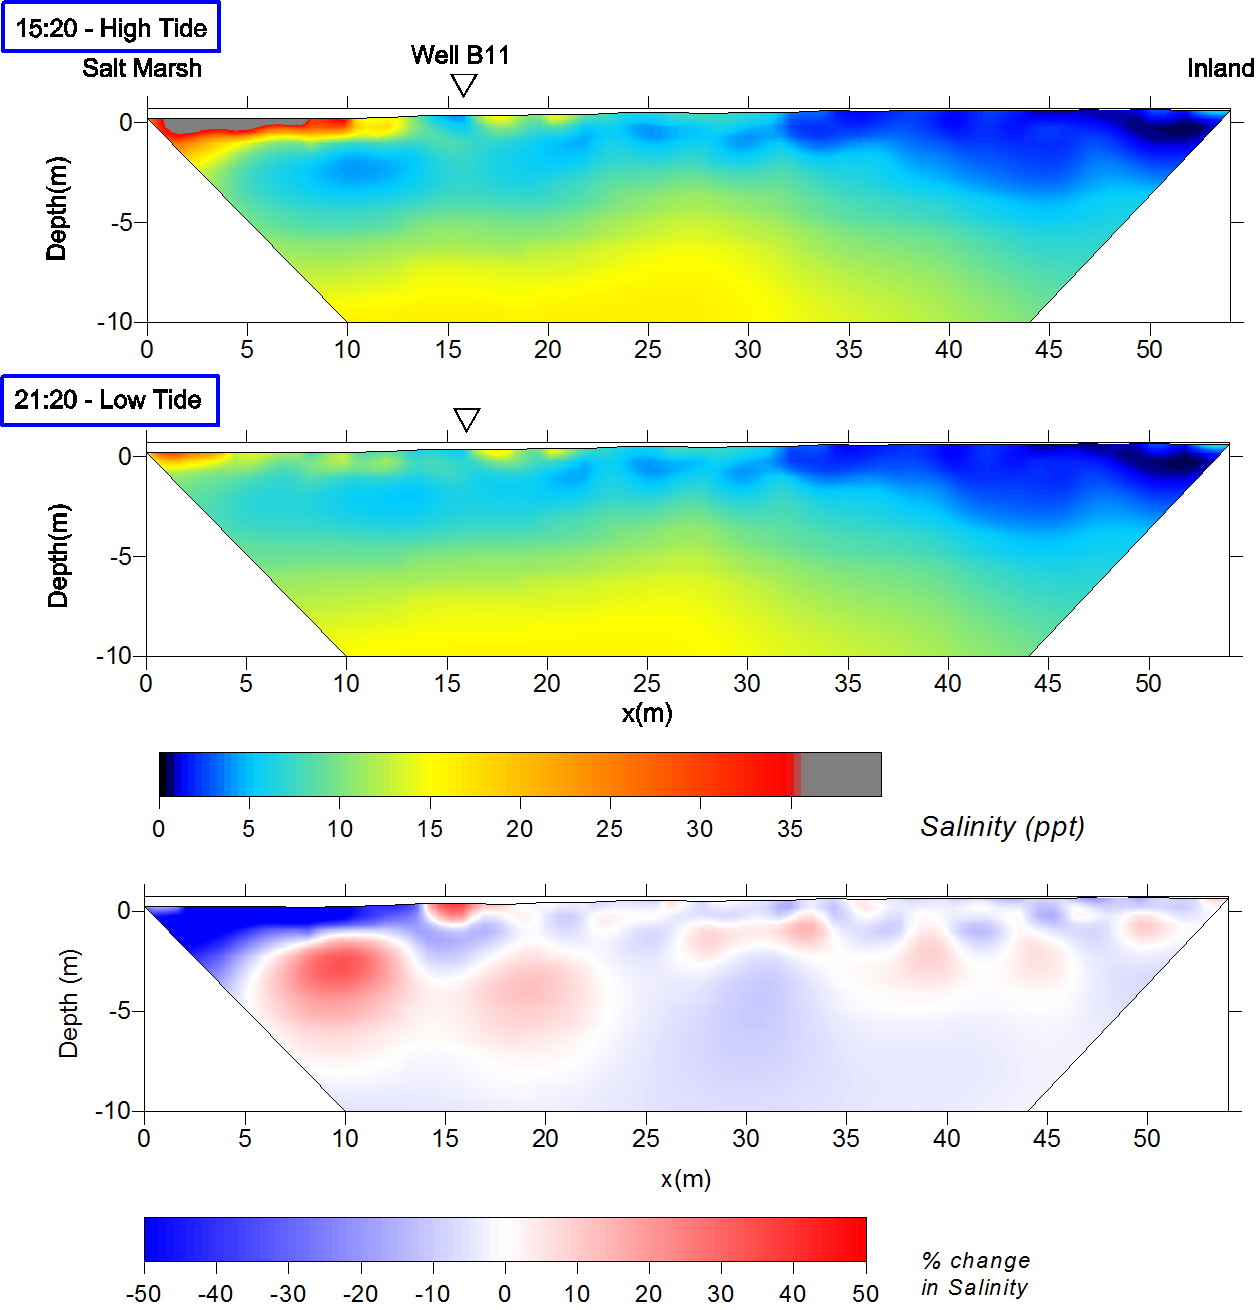 15:20 - High Tide
Salt Marsh
Well B11
Inland
Depth(m)
0
-5
-10
0 5 10 15 20 25 30 35 40 45 50
21:20 - Low Tide
Depth(m)
0
-5
-10
0 5 10 15 20 25 30 35 40 45 50
x(m)
0 5 10 15 20 25 30 35
Salinity (ppt)
Depth (m)
0
-5
-10
0 5 10 15 20 25 30 35 40 45 50
x(m)
-50 -40 -30 -20 -10 0 10 20 30 40 50
% change
in Salinity